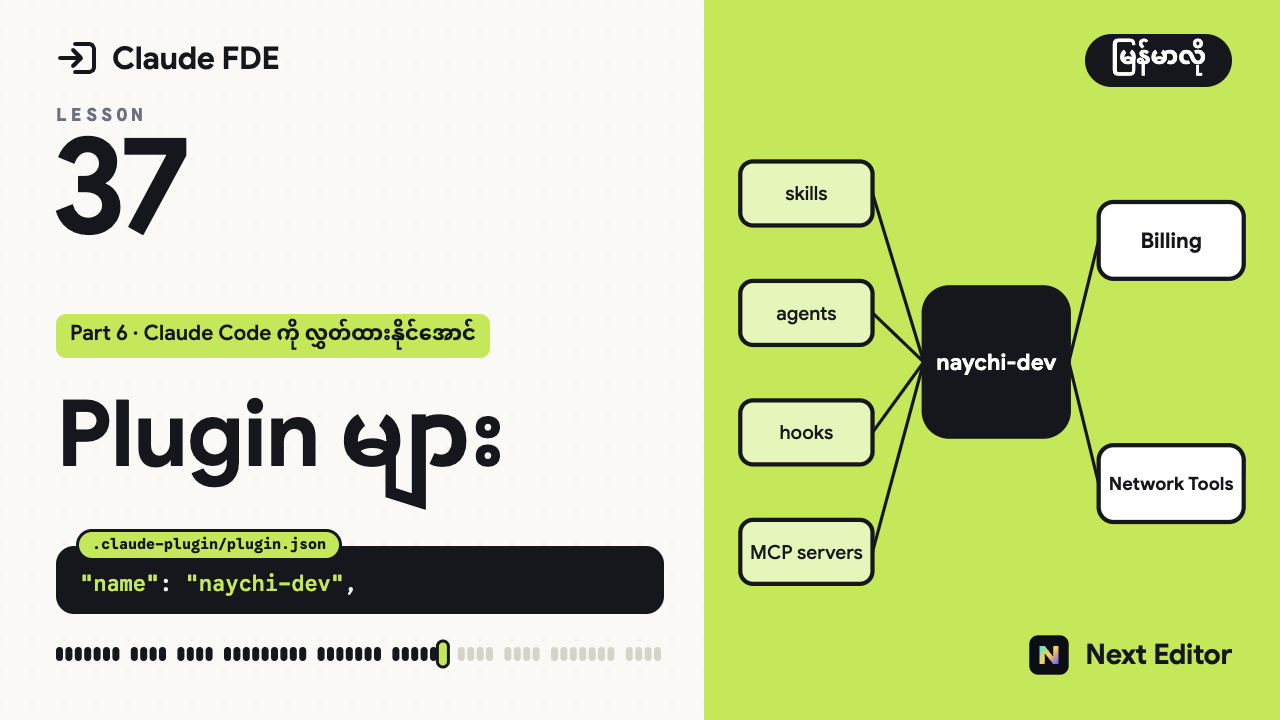 Claude FDE
LESSON
37
Part 6 · Claude Code ကို လွှတ်ထားနိုင်အောင်
Plugin များ
.claude-plugin/plugin.json
"name": "naychi-dev",
မြန်မာလို
skills
agents
hooks
MCP servers
naychi-dev
Billing
Network Tools
N
Next Editor